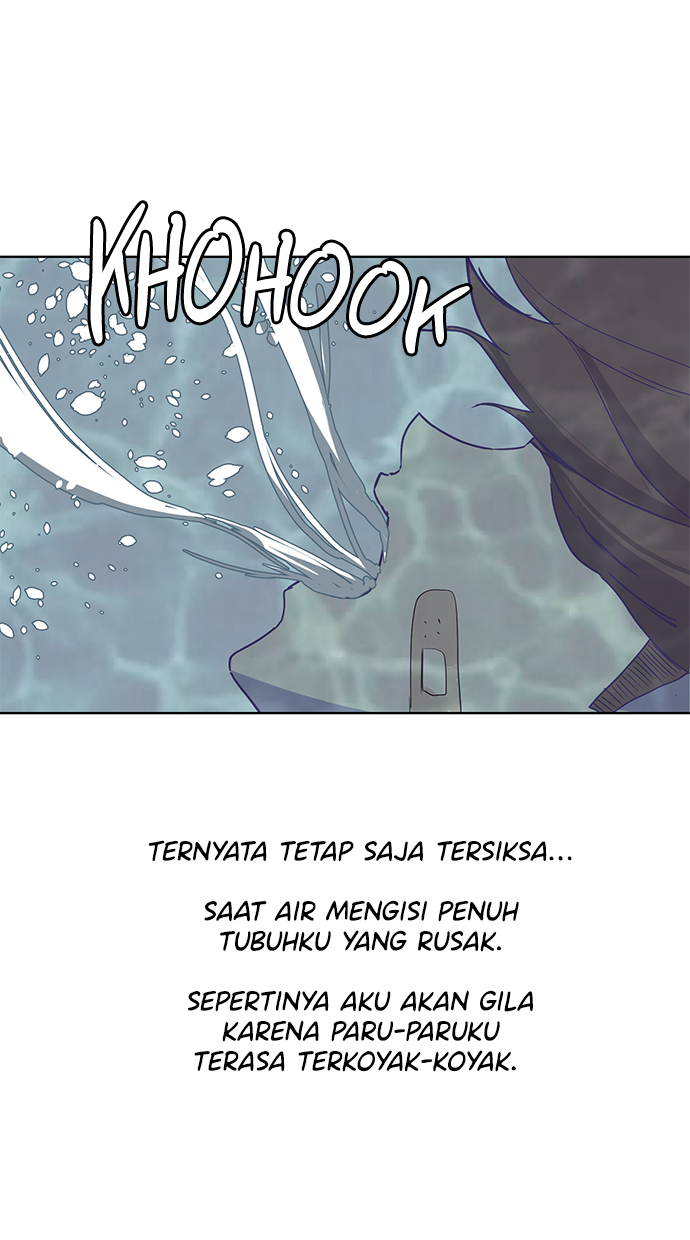 KHOHOOK
TERNYATA TETAP SAJA TERSIKSA...
SAAT AIR MENGISI PENUH
TUBUHKU YANG RUSAK.
SEPERTINYA AKU AKAN GILA
KARENA PARU-PARUKU
TERASA TERKOYAK-KOYAK.